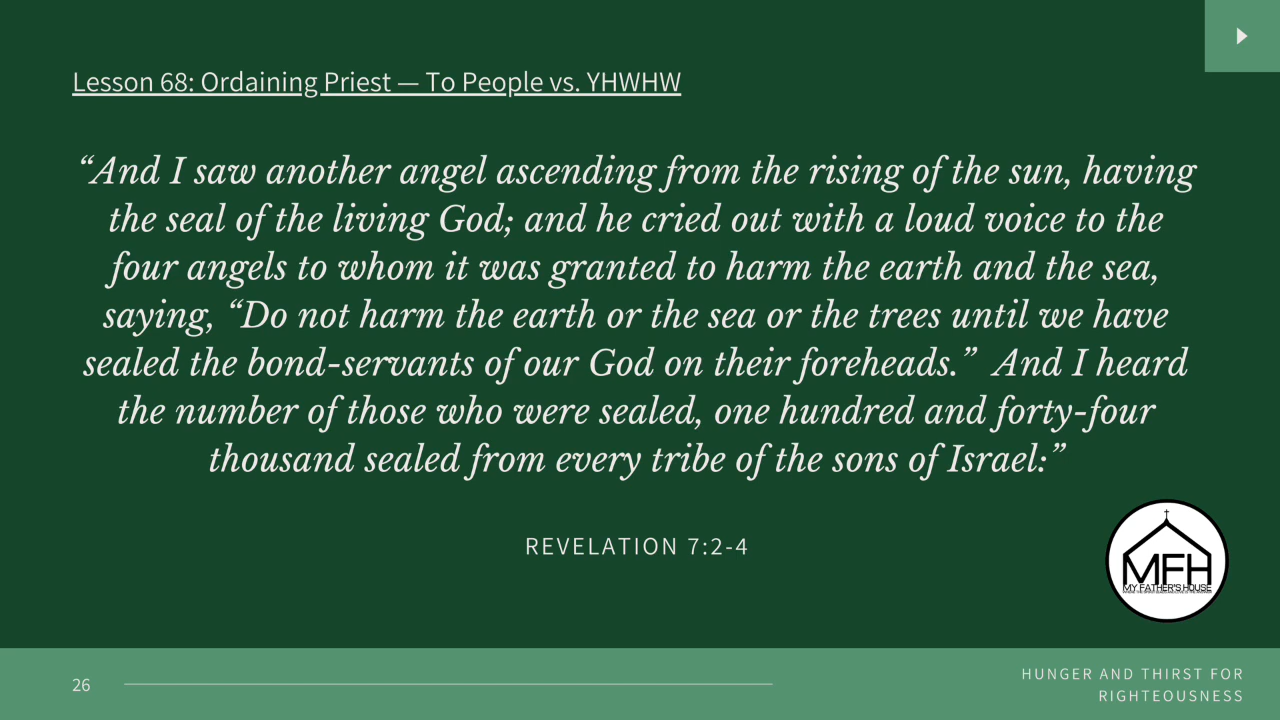 Lesson 68: Ordaining Priest — To People vs. YHWHW
“And I saw another angel ascending from the rising of the sun, having
the seal of the living God; and he cried out with a loud voice to the
four angels to whom it was granted to harm the earth and the sea,
saying, “Do not harm the earth or the sea or the trees until we have
sealed the bond-servants of our God on their foreheads.”  And I heard
the number of those who were sealed, one hundred and forty-four
thousand sealed from every tribe of the sons of Israel:”
REVELATION 7:2-4
MFH
MY FATHER'S HOUSE
26
HUNGER AND THIRST FOR
RIGHTEOUSNESS